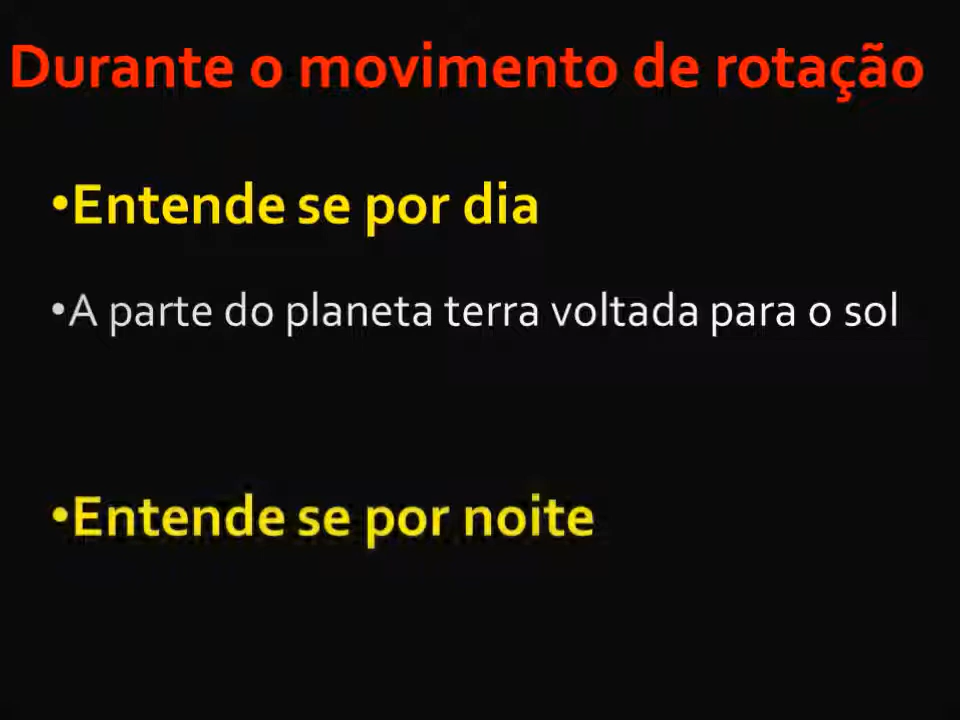 Durante o movimento de rotação
•Entende se por dia
•A parte do planeta terra voltada para o sol
•Entende se por noite